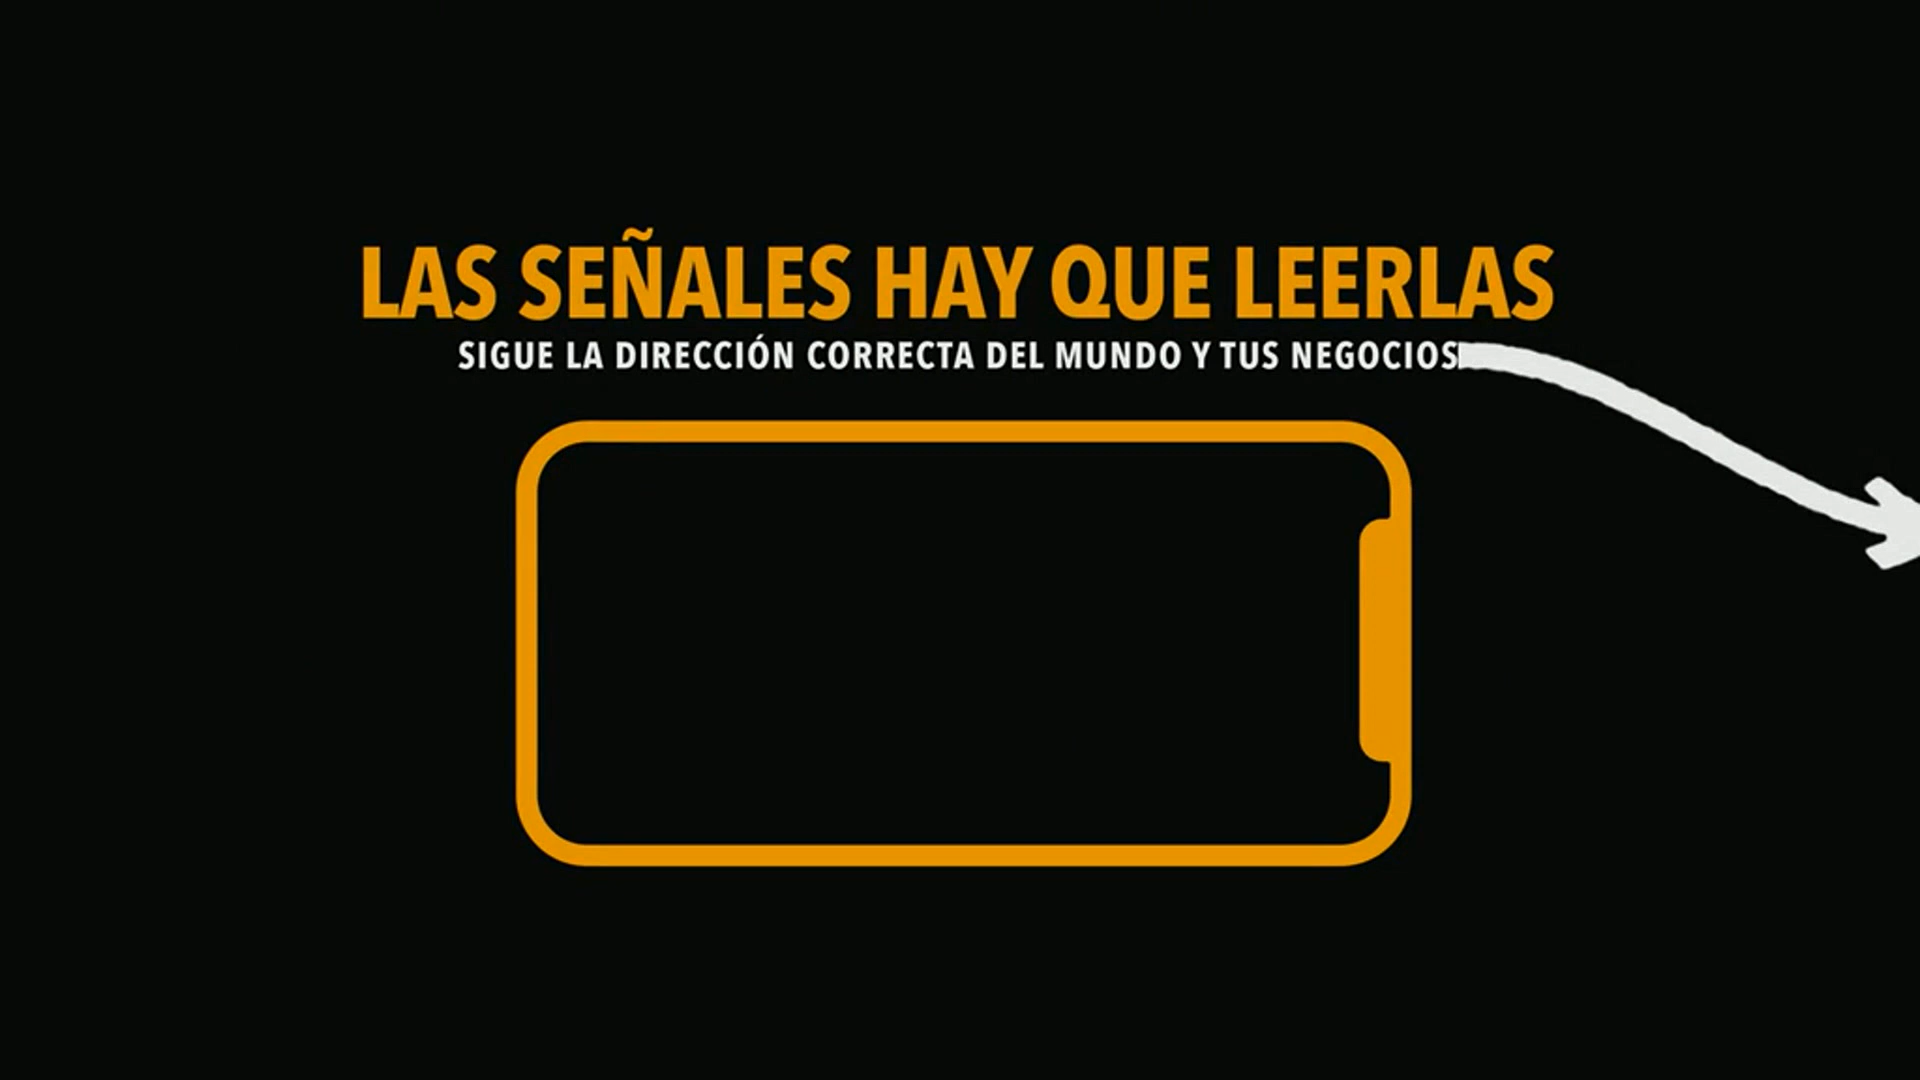 LAS SEÑALES HAY QUE LEERLAS
SIGUE LA DIRECCIÓN CORRECTA DEL MUNDO Y TUS NEGOCIOS